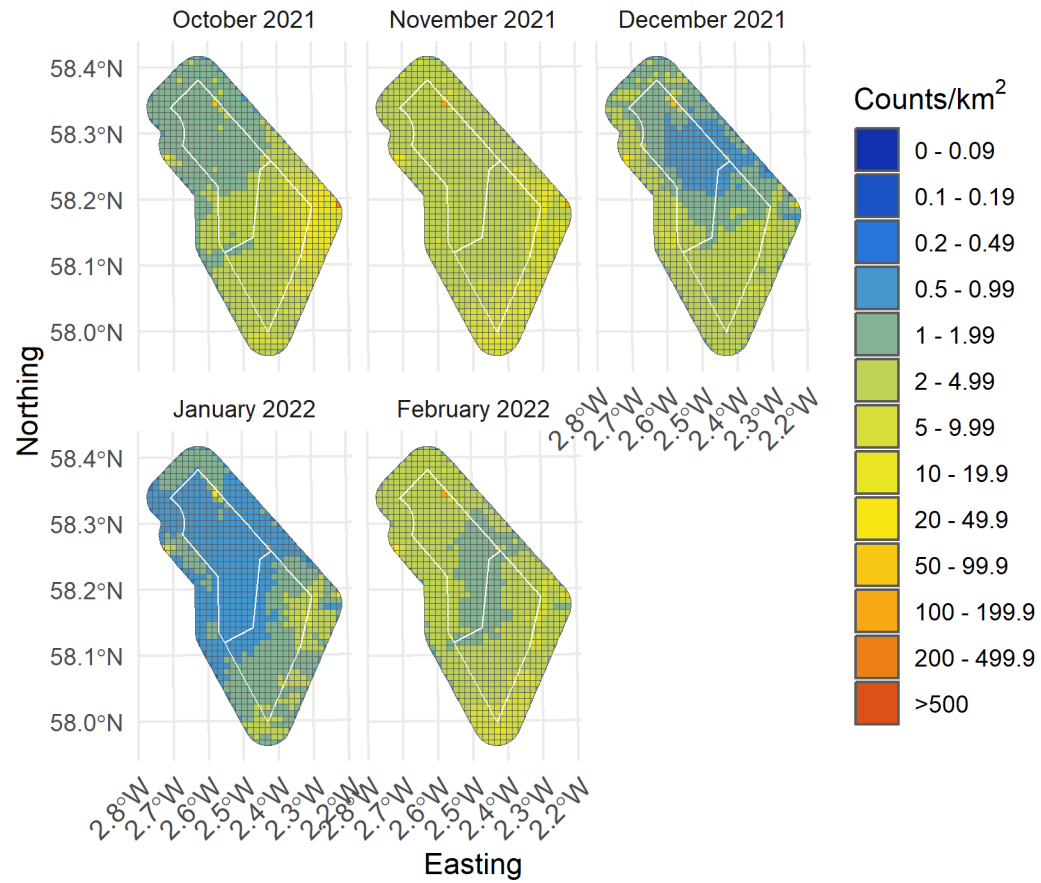 October 2021
November 2021
December 2021
58.4°N
58.3°N
58.2°N
58.1°N
58.0°N
2.8°W
2.7°W
2.6°W
2.5°W
2.4°W
2.3°W
2.2°W
Northing
January 2022
February 2022
58.4°N
58.3°N
58.2°N
58.1°N
58.0°N
2.8°W
2.7°W
2.6°W
2.5°W
2.4°W
2.3°W
2.2°W
2.8°W
2.7°W
2.6°W
2.5°W
2.4°W
2.3°W
2.2°W
Easting
Counts/km²
0 - 0.09
0.1 - 0.19
0.2 - 0.49
0.5 - 0.99
1 - 1.99
2 - 4.99
5 - 9.99
10 - 19.9
20 - 49.9
50 - 99.9
100 - 199.9
200 - 499.9
>500